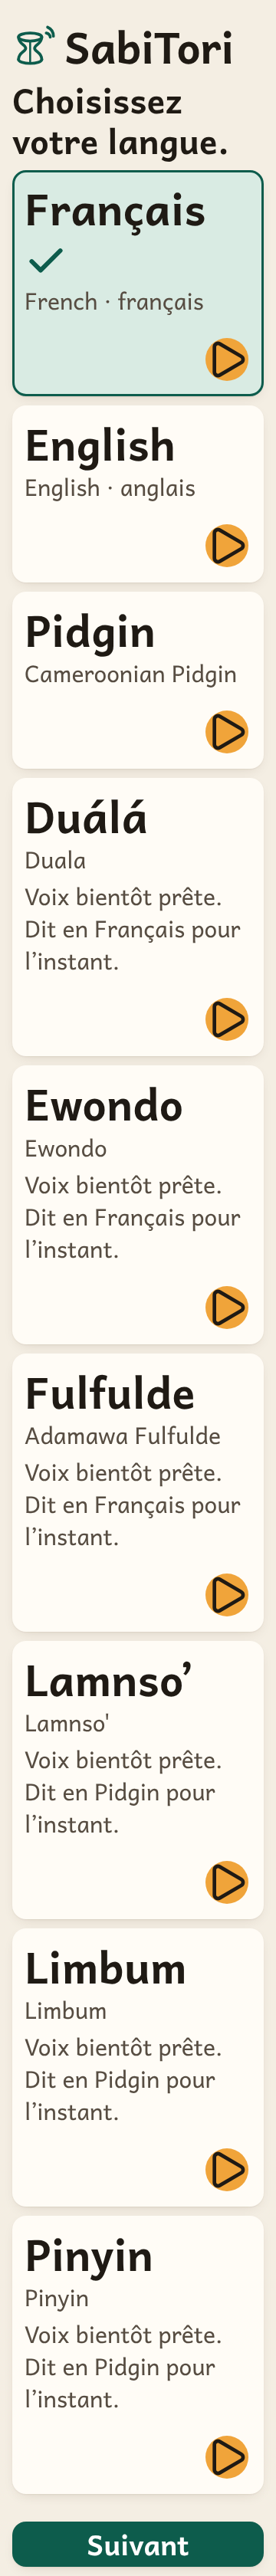 SabiTori
Choisissez
votre langue.
Français
French · français
English
English · anglais
Pidgin
Cameroonian Pidgin
Duálá
Duala
Voix bientôt prête.
Dit en Français pour
l’instant.
Ewondo
Ewondo
Voix bientôt prête.
Dit en Français pour
l’instant.
Fulfulde
Adamawa Fulfulde
Voix bientôt prête.
Dit en Français pour
l’instant.
Lamnso’
Lamnso'
Voix bientôt prête.
Dit en Pidgin pour
l’instant.
Limbum
Limbum
Voix bientôt prête.
Dit en Pidgin pour
l’instant.
Pinyin
Pinyin
Voix bientôt prête.
Dit en Pidgin pour
l’instant.
Suivant